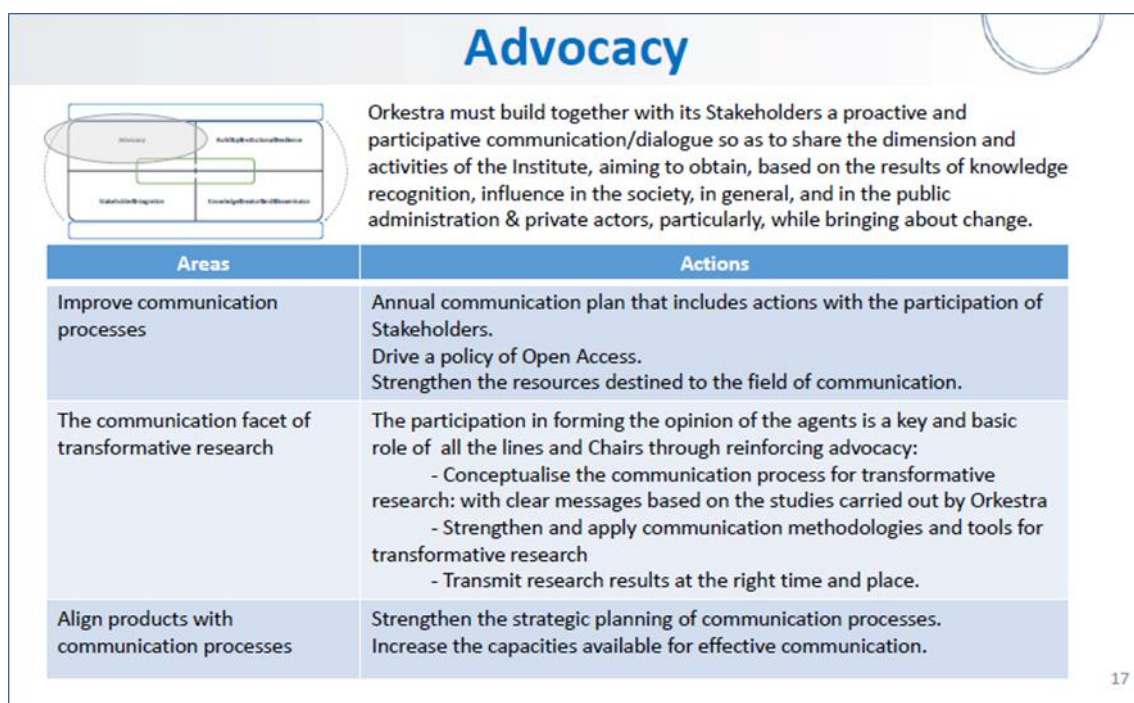 Advocacy
Advocacy
Stakeholder Integration
Orkestra must build together with its Stakeholders a proactive and
participative communication/dialogue so as to share the dimension and
activities of the Institute, aiming to obtain, based on the results of knowledge
recognition, influence in the society, in general, and in the public
administration & private actors, particularly, while bringing about change.
Areas
Actions
Improve communication
processes
Annual communication plan that includes actions with the participation of
Stakeholders.
Drive a policy of Open Access.
Strengthen the resources destined to the field of communication.
The communication facet of
transformative research
The participation in forming the opinion of the agents is a key and basic
role of all the lines and Chairs through reinforcing advocacy:
- Conceptualise the communication process for transformative
research: with clear messages based on the studies carried out by Orkestra
- Strengthen and apply communication methodologies and tools for
transformative research
- Transmit research results at the right time and place.
Align products with
communication processes
Strengthen the strategic planning of communication processes.
Increase the capacities available for effective communication.
17